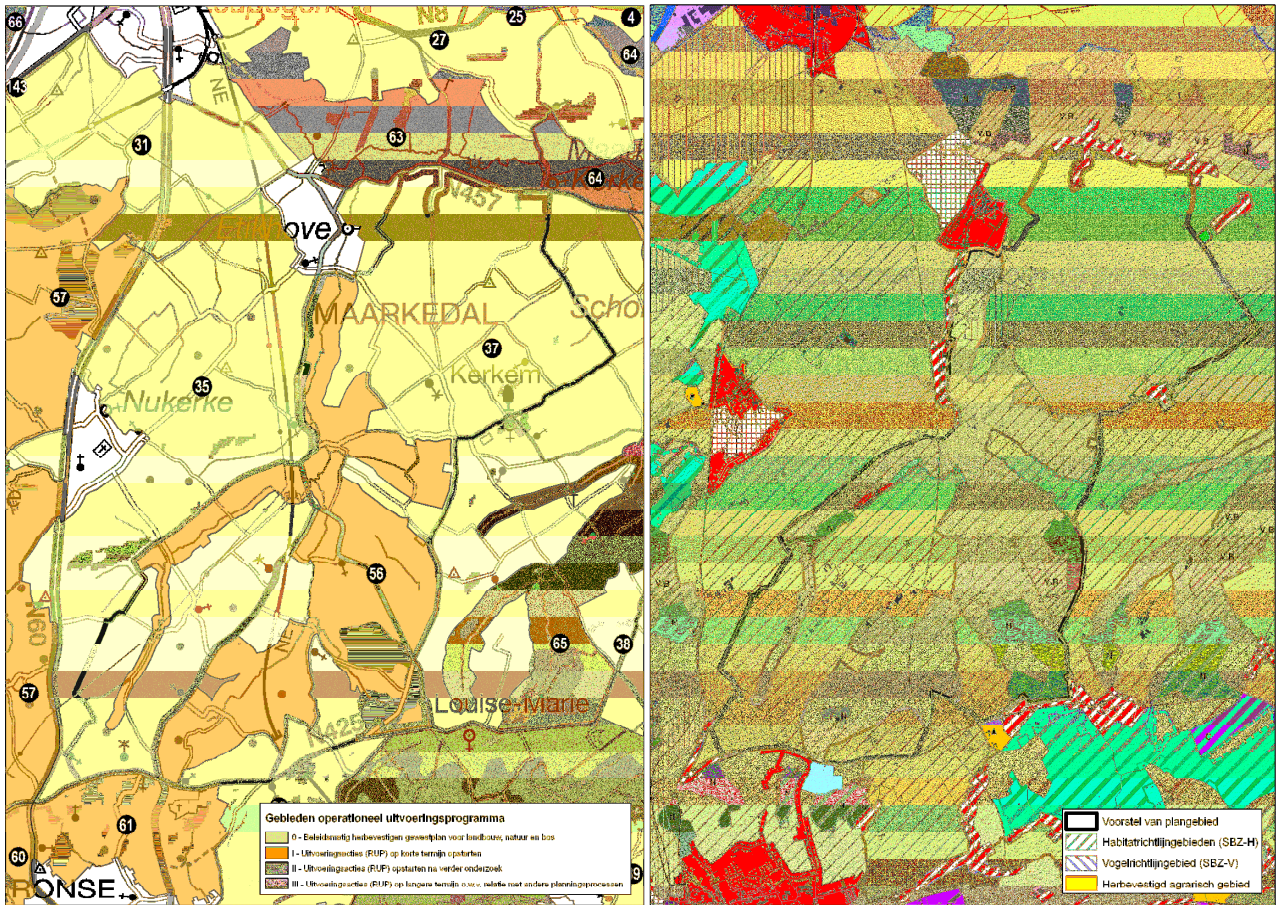 66
N8
25
4
27
64
143
NE
31
63
64
N457
hove
57
MAARKEDAL
Scho
37
Kerkem
35
Nukerke
56
N60
65
38
57
Louise-Marie
N425
61
60
RONSE
9
Gebieden operationeel uitvoeringsprogramma
0 - Beleidsmatig herbevestigen gewestplan voor landbouw, natuur en bos
I - Uitvoeringsacties (RUP) op korte termijn opstarten
II - Uitvoeringsacties (RUP) opstarten na verder onderzoek
III - Uitvoeringsacties (RUP) op langere termijn o.w.v. relatie met andere planningsprocessen
Voorstel van plangebied
Habitatrichtlijngebieden (SBZ-H)
Vogelrichtlijngebied (SBZ-V)
Herbevestigd agrarisch gebied